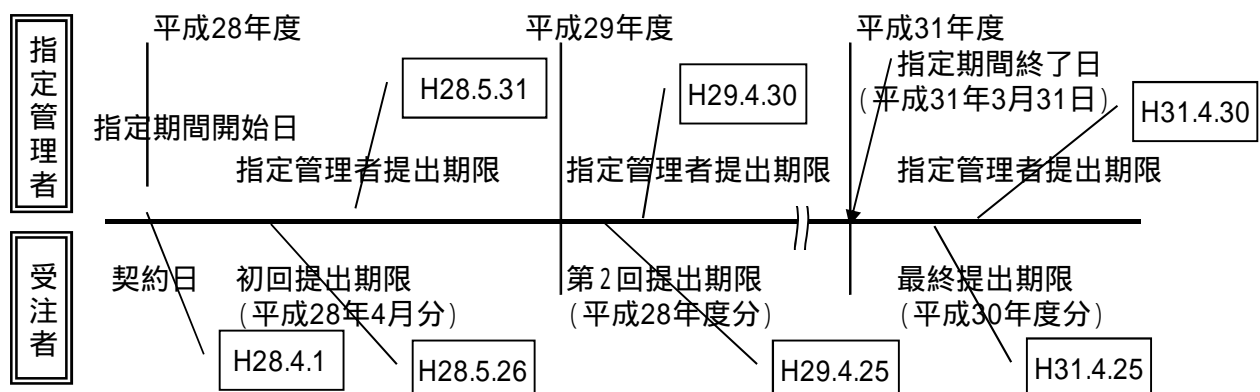 平成28年度
平成29年度
平成31年度
指定管理者
H28.5.31
H29.4.30
指定期間終了日
(平成31年3月31日)
H31.4.30
指定期間開始日
指定管理者提出期限
指定管理者提出期限
指定管理者提出期限
受注者
契約日
初回提出期限
(平成28年4月分)
第2回提出期限
(平成28年度分)
最終提出期限
(平成30年度分)
H28.4.1
H28.5.26
H29.4.25
H31.4.25